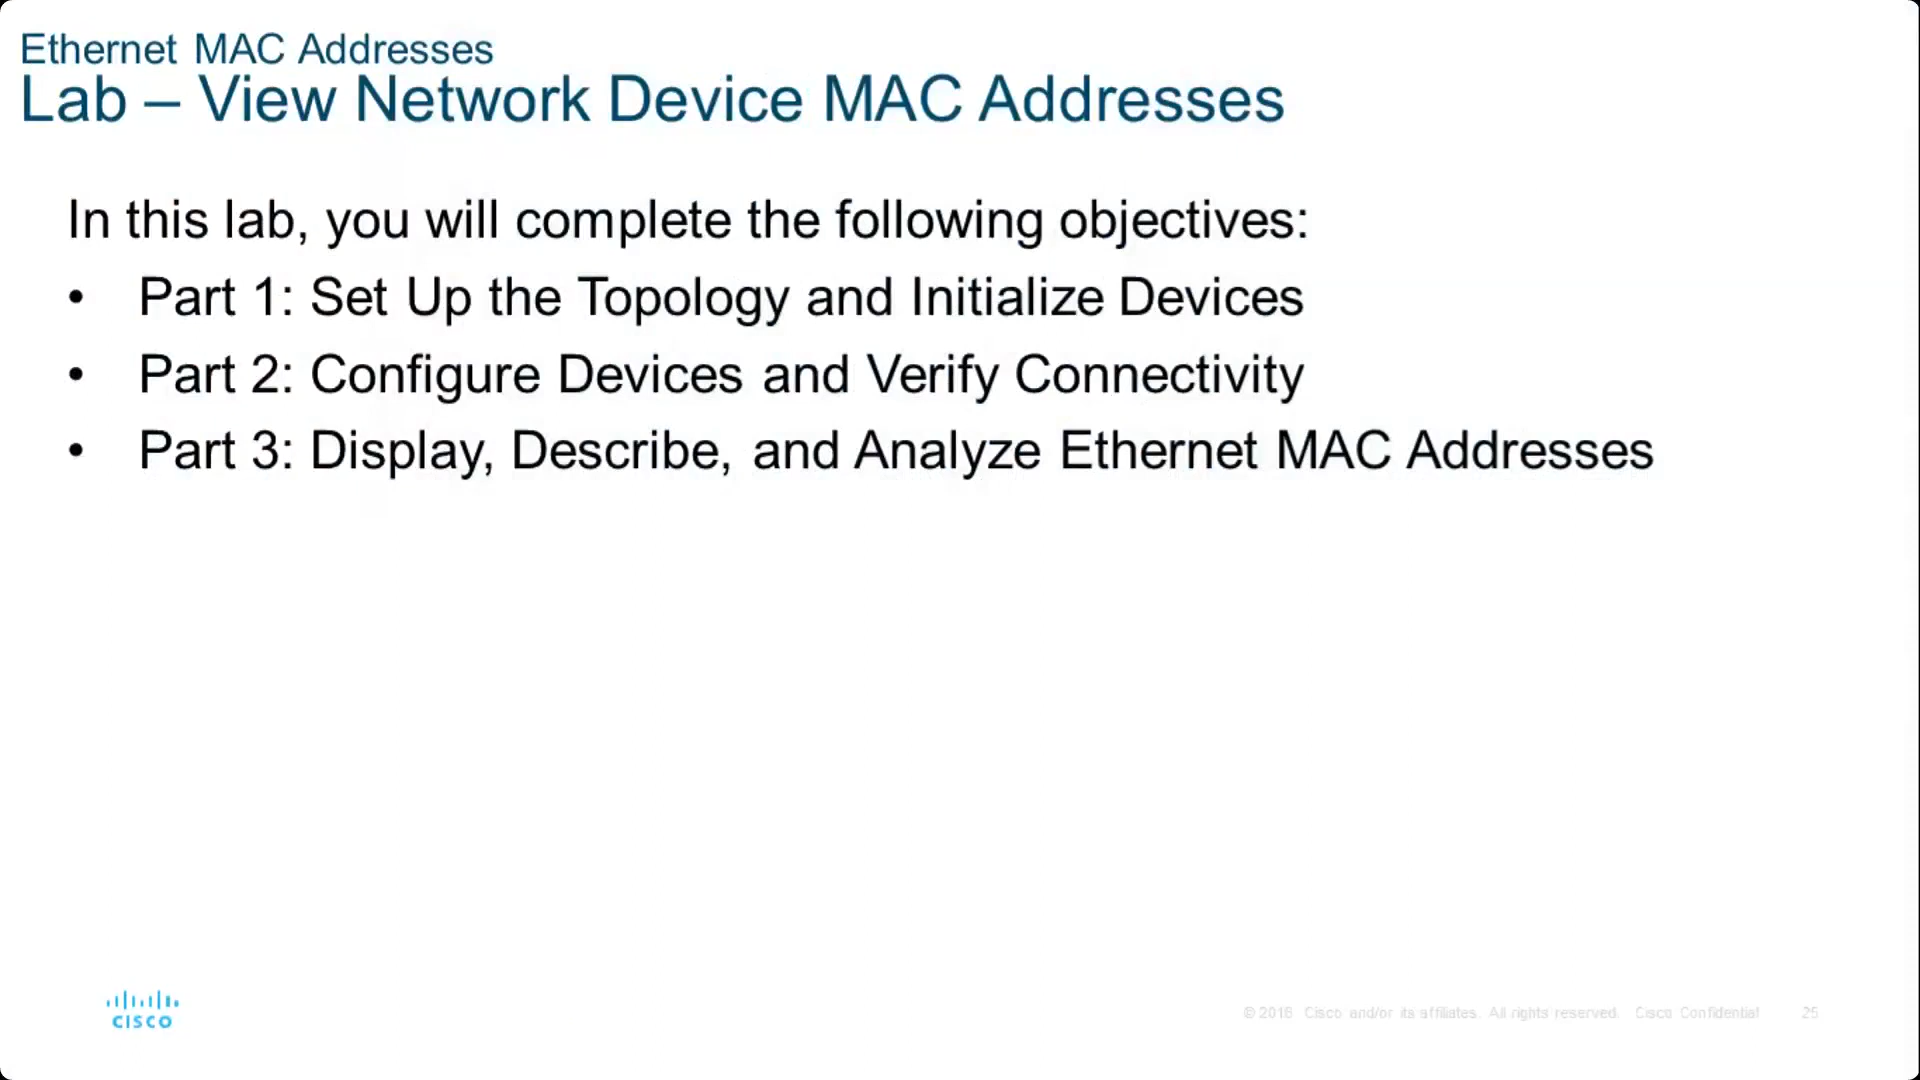 Ethernet MAC Addresses
Lab – View Network Device MAC Addresses
In this lab, you will complete the following objectives:
• Part 1: Set Up the Topology and Initialize Devices
• Part 2: Configure Devices and Verify Connectivity
• Part 3: Display, Describe, and Analyze Ethernet MAC Addresses
CISCO
© 2016 Cisco and/or its affiliates. All rights reserved. Cisco Confidential 25